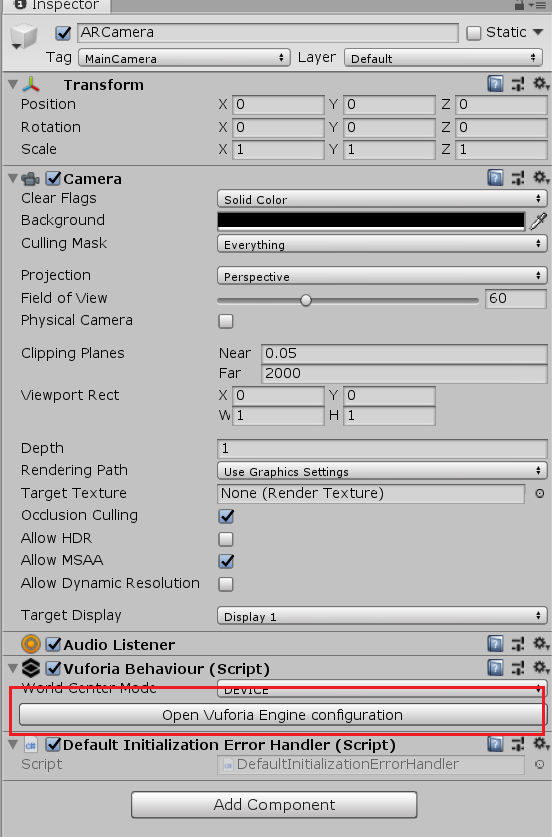 Inspector
ARCamera Static
Tag MainCamera Layer Default
Transform
Position X 0 Y 0 Z 0
Rotation X 0 Y 0 Z 0
Scale X 1 Y 1 Z 1
Camera
Clear Flags Solid Color
Background
Culling Mask Everything
Projection Perspective
Field of View 60
Physical Camera
Clipping Planes Near 0.05
Far 2000
Viewport Rect X 0 Y 0
W 1 H 1
Depth 1
Rendering Path Use Graphics Settings
Target Texture None (Render Texture)
Occlusion Culling
Allow HDR
Allow MSAA
Allow Dynamic Resolution
Target Display Display 1
Audio Listener
Vuforia Behaviour (Script)
World Center Mode DEVICE
Open Vuforia Engine configuration
Default Initialization Error Handler (Script)
Script DefaultInitializationErrorHandler
Add Component